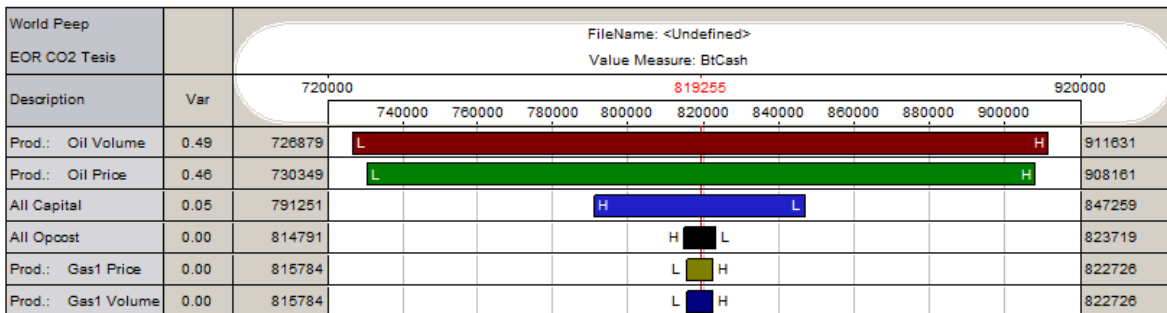 World Peep
EOR CO2 Tesis
FileName: <Undefined>
Value Measure: BtCash
Description Var 720000 819255 920000
740000 760000 780000 800000 820000 840000 860000 880000 900000
Prod.: Oil Volume 0.49 726879 L H 911631
Prod.: Oil Price 0.46 730349 L H 908161
All Capital 0.05 791251 H L 847259
All Opcost 0.00 814791 H L 823719
Prod.: Gas1 Price 0.00 815784 L H 822726
Prod.: Gas1 Volume 0.00 815784 L H 822726